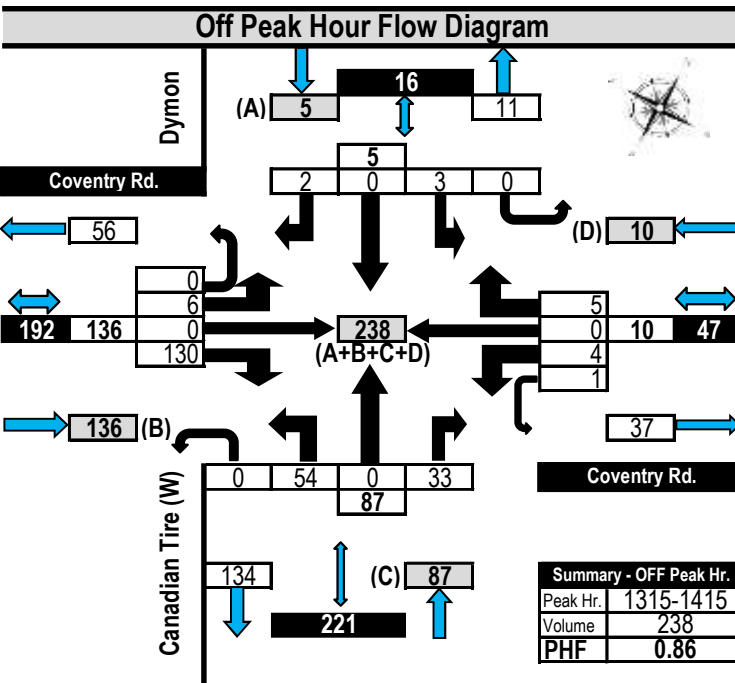 Off Peak Hour Flow Diagram
Dymon
16
(A) 5 11
5
Coventry Rd.
2 0 3 0
56
(D) 10
0
6
192 136 0
130
238
(A+B+C+D)
5
0 10 47
4
1
136 (B)
37
0 54 0 33
87
Coventry Rd.
Canadian Tire (W)
134
(C) 87
221
Summary - OFF Peak Hr.
Peak Hr. 1315-1415
Volume 238
PHF 0.86